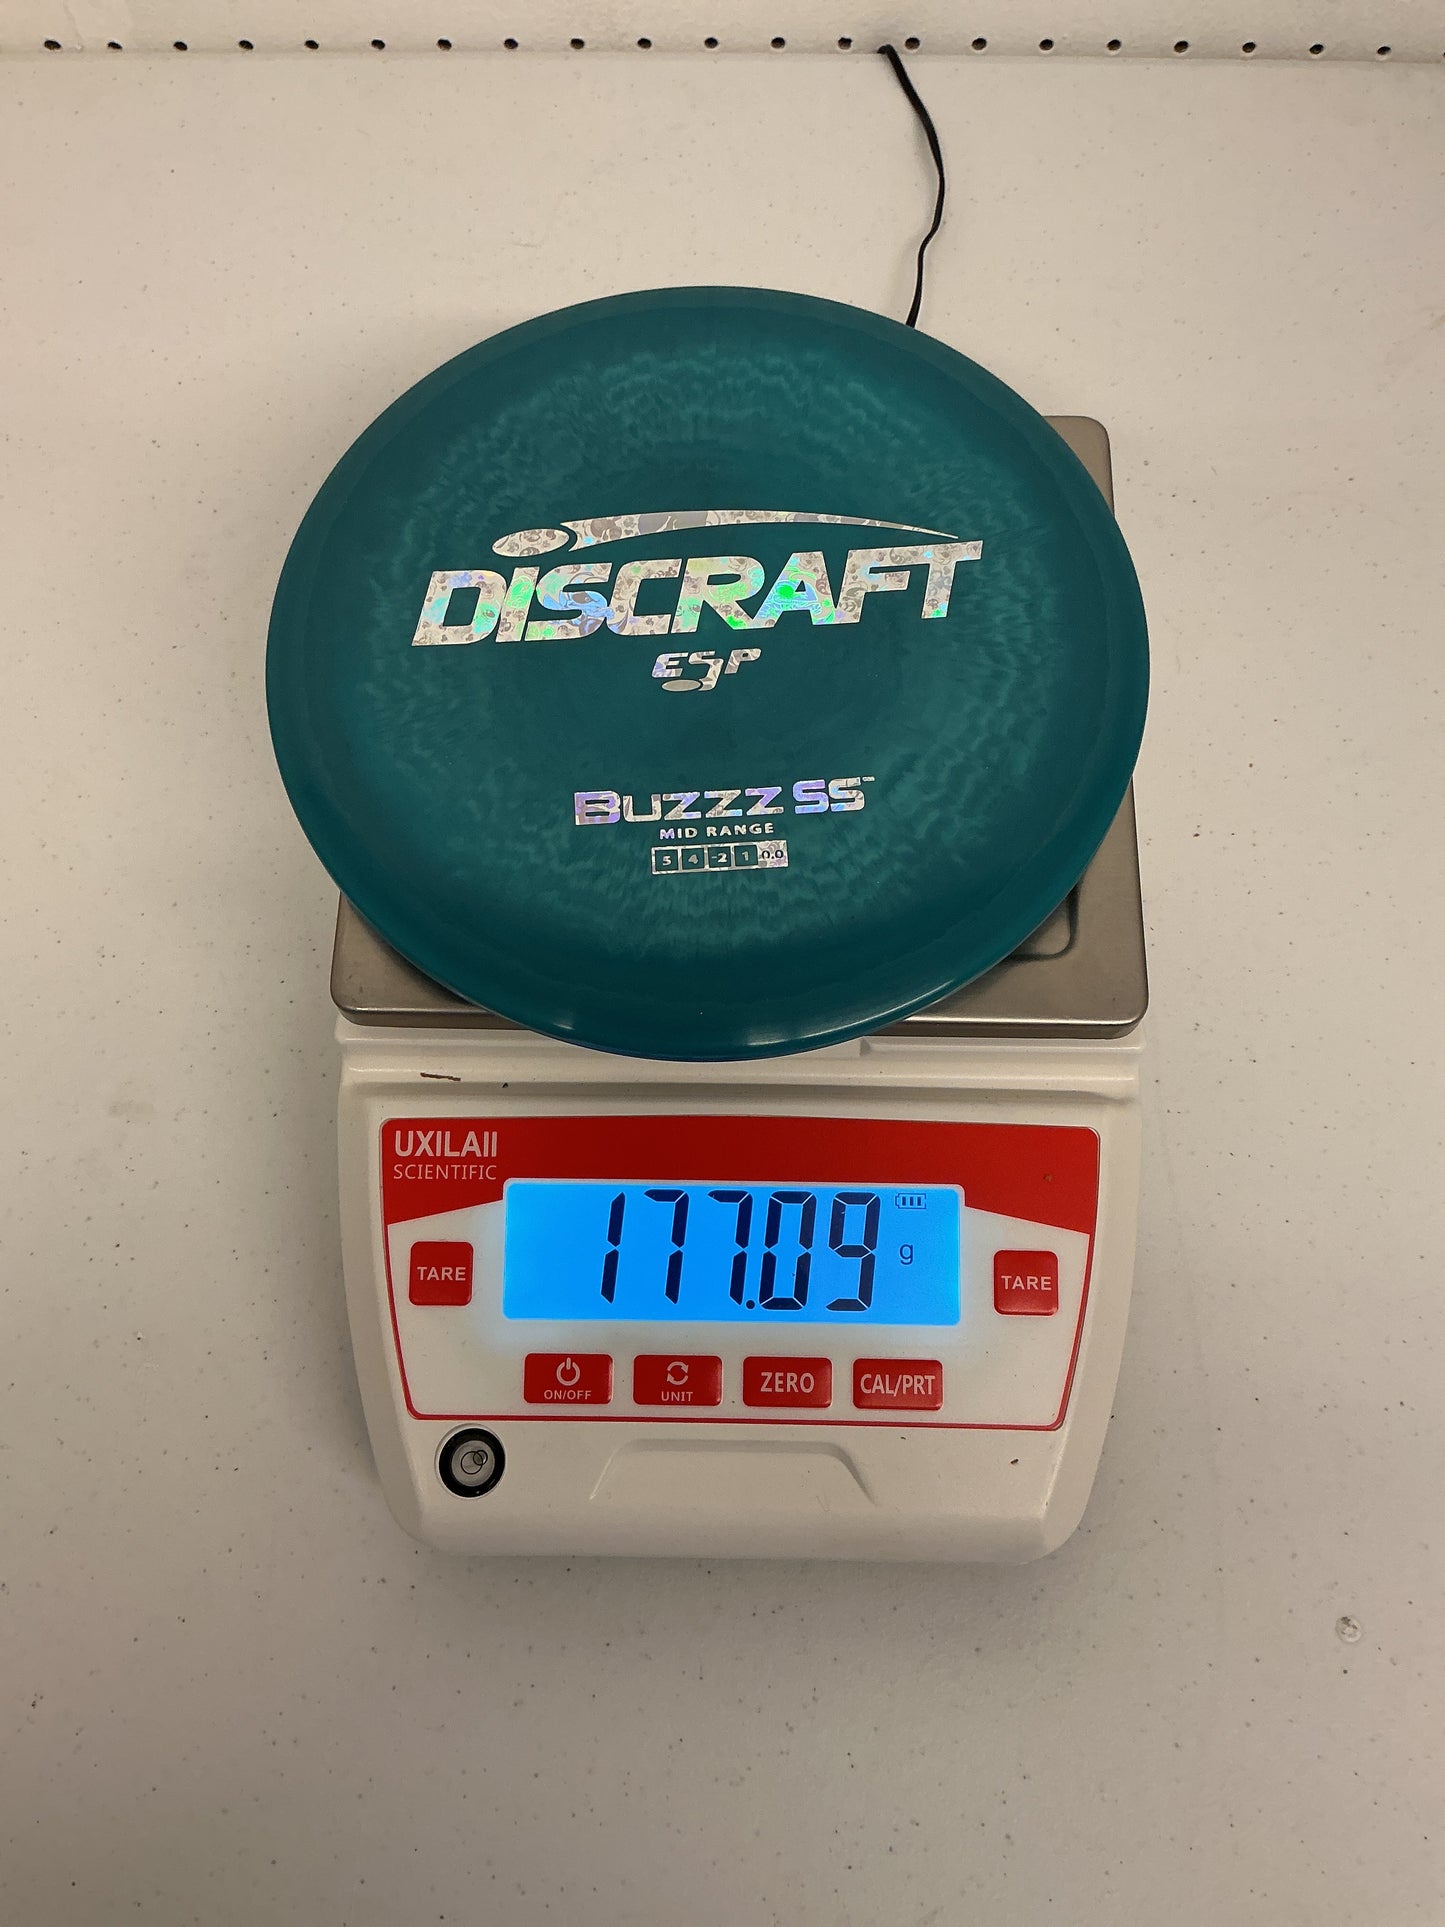 DISCRAFT
ESP
BUZZZ SS™
MID RANGE
5 4 -2 1 0.0
UXILAII
SCIENTIFIC
177.09 g
TARE
TARE
ON/OFF
UNIT
ZERO
CAL/PRT